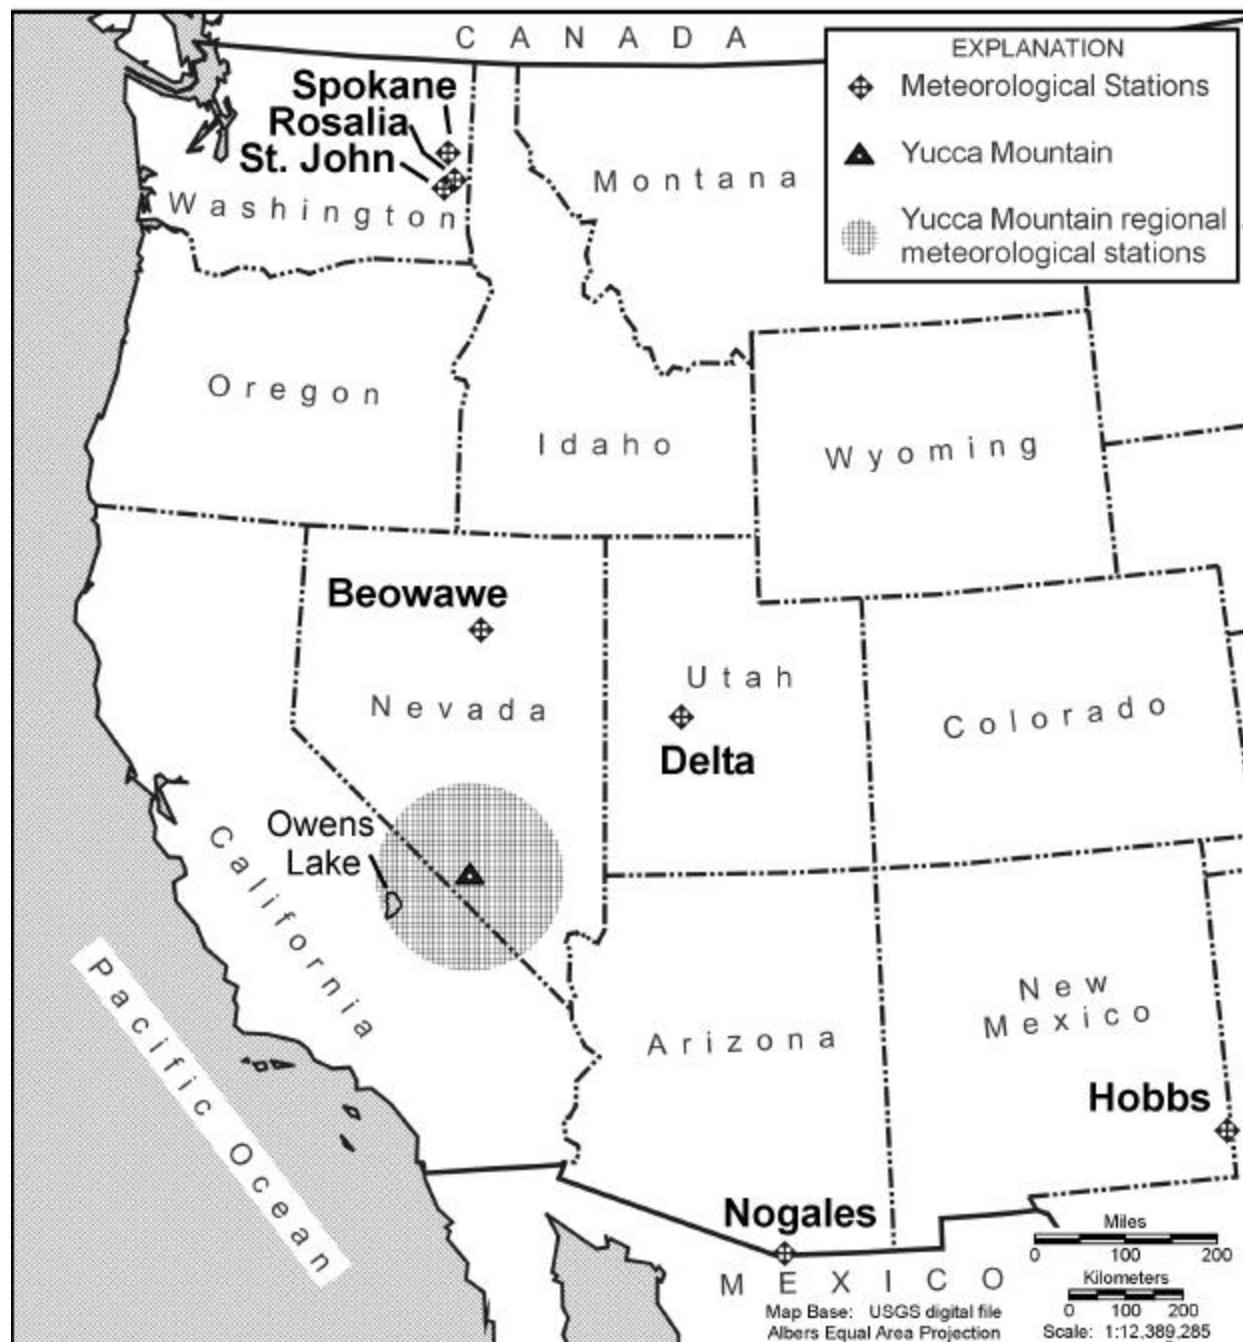 CANADA
EXPLANATION
Meteorological Stations
Yucca Mountain
Yucca Mountain regional
meteorological stations
Spokane
Rosalia
St. John
Washington
Montana
Oregon
Idaho
Wyoming
Beowawe
Nevada
Utah
Delta
Colorado
Owens
Lake
California
Pacific Ocean
Arizona
New
Mexico
Hobbs
Nogales
MEXICO
Miles
0 100 200
Kilometers
0 100 200
Map Base: USGS digital file
Albers Equal Area Projection
Scale: 1:12,389,285